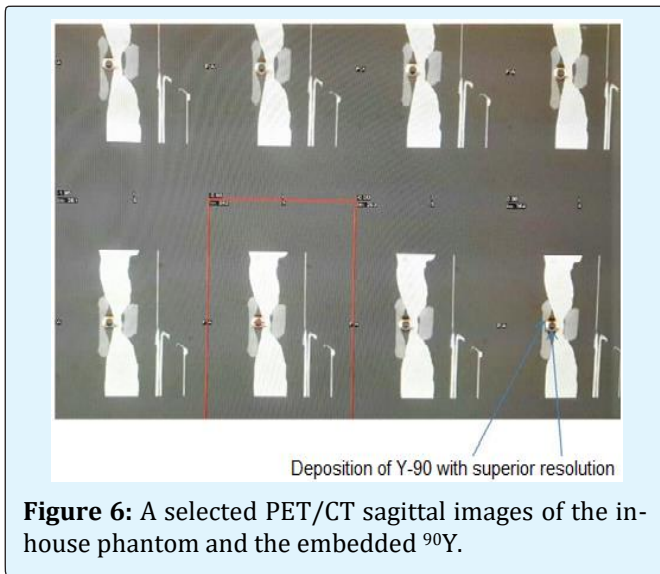 Deposition of Y-90 with superior resolution
Figure 6: A selected PET/CT sagittal images of the in-
house phantom and the embedded ⁹⁰Y.